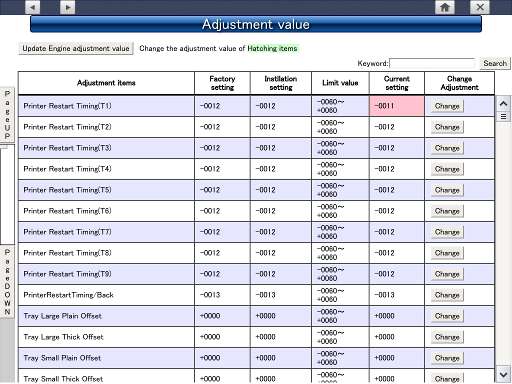 Adjustment value
Update Engine adjustment value Change the adjustment value of Hatching items
Keyword: Search
Adjustment items Factory setting Instllation setting Limit value Current setting Change Adjustment
Printer Restart Timing(T1) -0012 -0012 -0060~+0060 -0011 Change
Printer Restart Timing(T2) -0012 -0012 -0060~+0060 -0012 Change
Printer Restart Timing(T3) -0012 -0012 -0060~+0060 -0012 Change
Printer Restart Timing(T4) -0012 -0012 -0060~+0060 -0012 Change
Printer Restart Timing(T5) -0012 -0012 -0060~+0060 -0012 Change
Printer Restart Timing(T6) -0012 -0012 -0060~+0060 -0012 Change
Printer Restart Timing(T7) -0012 -0012 -0060~+0060 -0012 Change
Printer Restart Timing(T8) -0012 -0012 -0060~+0060 -0012 Change
Printer Restart Timing(T9) -0012 -0012 -0060~+0060 -0012 Change
PrinterRestartTiming/Back -0013 -0013 -0060~+0060 -0013 Change
Tray Large Plain Offset +0000 +0000 -0060~+0060 +0000 Change
Tray Large Thick Offset +0000 +0000 -0060~+0060 +0000 Change
Tray Small Plain Offset +0000 +0000 -0060~+0060 +0000 Change
Tray Small Thick Offset +0000 +0000 -0060~+0060 +0000 Change
PageUP
PageDOWN